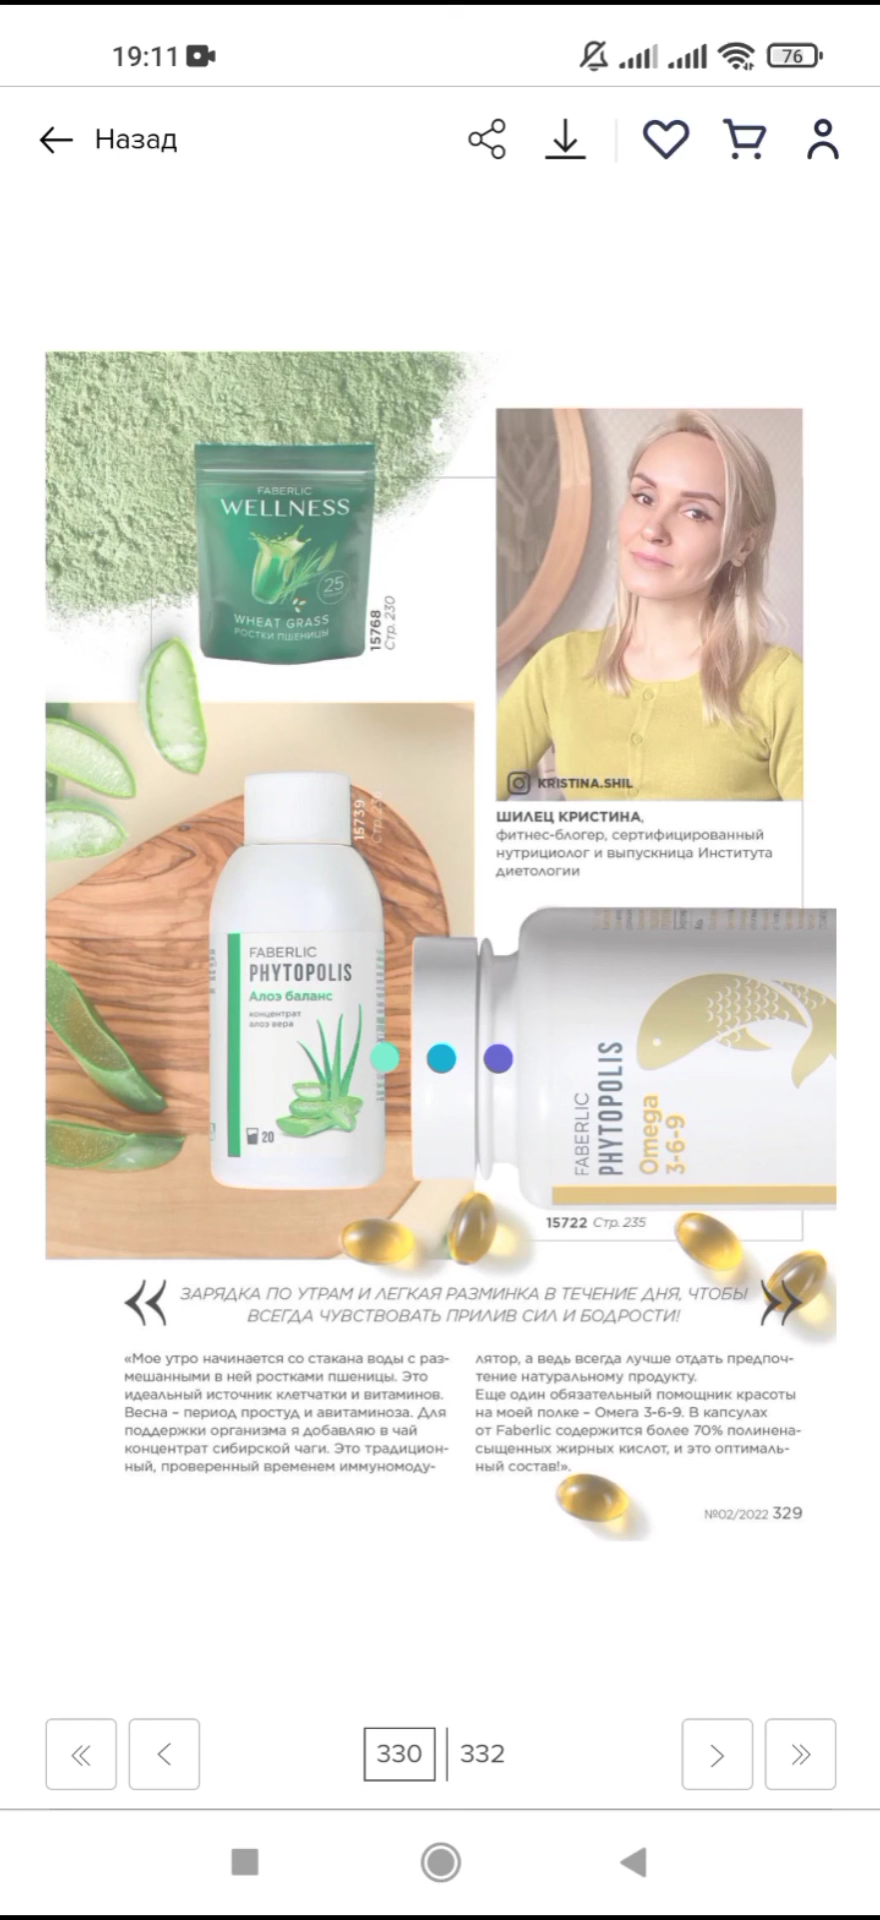 19:11
76
Назад
FABERLIC
WELLNESS
25
WHEAT GRASS
РОСТКИ ПШЕНИЦЫ
15768
Стр. 230
KRISTINA.SHIL
ШИЛЕЦ КРИСТИНА,
фитнес-блогер, сертифицированный
нутрициолог и выпускница Института
диетологии
15739
FABERLIC
PHYTOPOLIS
Алоэ баланс
концентрат
алоэ вера
20
FABERLIC
PHYTOPOLIS
Omega
3-6-9
15722 Стр. 235
« ЗАРЯДКА ПО УТРАМ И ЛЕГКАЯ РАЗМИНКА В ТЕЧЕНИЕ ДНЯ, ЧТОБЫ »
ВСЕГДА ЧУВСТВОВАТЬ ПРИЛИВ СИЛ И БОДРОСТИ!
«Мое утро начинается со стакана воды с раз-
мешанными в ней ростками пшеницы. Это
идеальный источник клетчатки и витаминов.
Весна – период простуд и авитаминоза. Для
поддержки организма я добавляю в чай
концентрат сибирской чаги. Это традицион-
ный, проверенный временем иммуномоду-
лятор, а ведь всегда лучше отдать предпоч-
тение натуральному продукту.
Еще один обязательный помощник красоты
на моей полке – Омега 3-6-9. В капсулах
от Faberlic содержится более 70% полинена-
сыщенных жирных кислот, и это оптималь-
ный состав!».
№02/2022 329
330 | 332